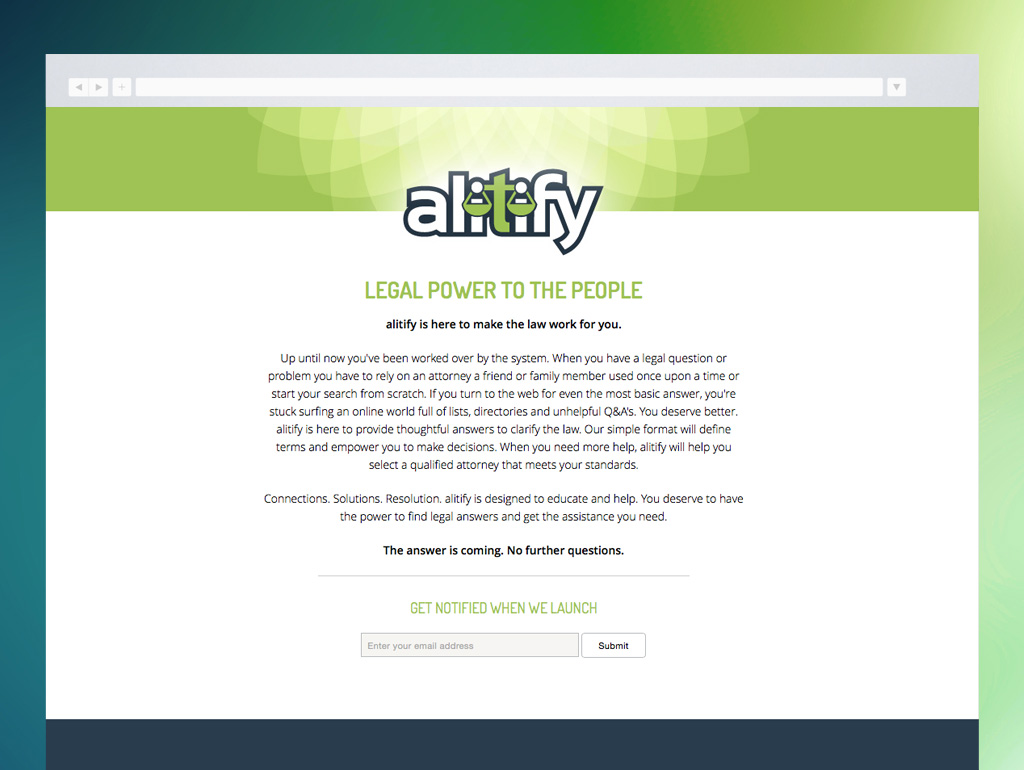 alitify
LEGAL POWER TO THE PEOPLE
alitify is here to make the law work for you.
Up until now you've been worked over by the system. When you have a legal question or
problem you have to rely on an attorney a friend or family member used once upon a time or
start your search from scratch. If you turn to the web for even the most basic answer, you're
stuck surfing an online world full of lists, directories and unhelpful Q&A's. You deserve better.
alitify is here to provide thoughtful answers to clarify the law. Our simple format will define
terms and empower you to make decisions. When you need more help, alitify will help you
select a qualified attorney that meets your standards.
Connections. Solutions. Resolution. alitify is designed to educate and help. You deserve to have
the power to find legal answers and get the assistance you need.
The answer is coming. No further questions.
GET NOTIFIED WHEN WE LAUNCH
Enter your email address Submit